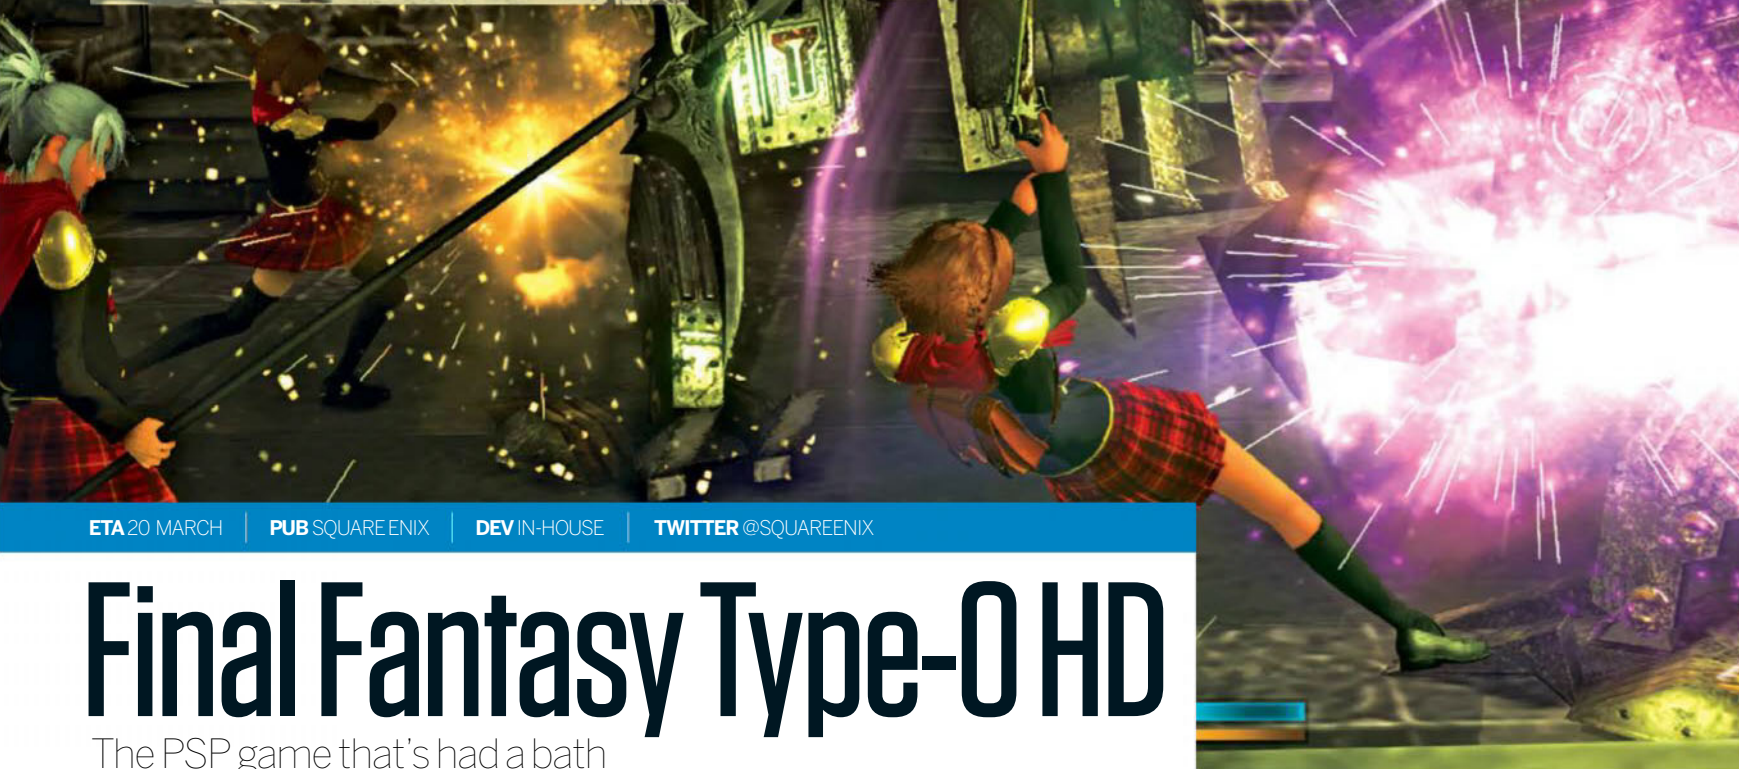 ETA 20 MARCH PUB SQUARE ENIX DEV IN-HOUSE TWITTER @SQUAREENIX
Final Fantasy Type-0 HD
The PSP game that's had a bath